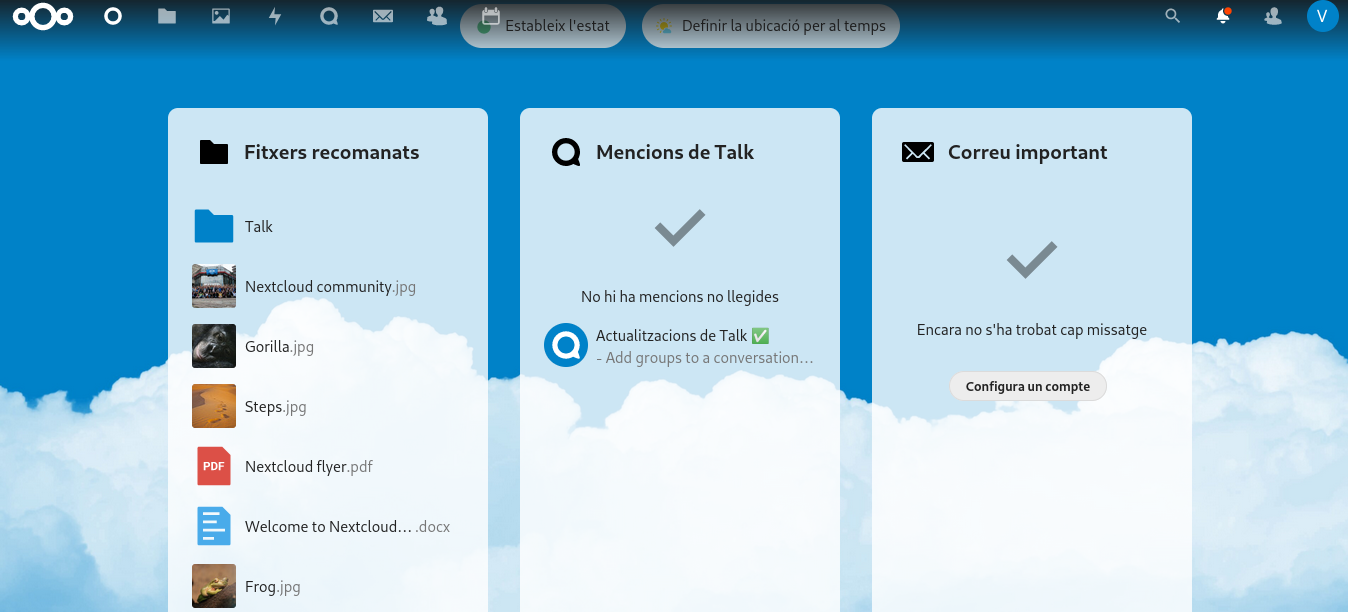 Estableix l'estat
Definir la ubicació per al temps
V
Fitxers recomanats
Talk
Nextcloud community.jpg
Gorilla.jpg
Steps.jpg
PDF
Nextcloud flyer.pdf
Welcome to Nextcloud... .docx
Frog.jpg
Mencions de Talk
No hi ha mencions no llegides
Actualitzacions de Talk ✅
- Add groups to a conversation...
Correu important
Encara no s'ha trobat cap missatge
Configura un compte